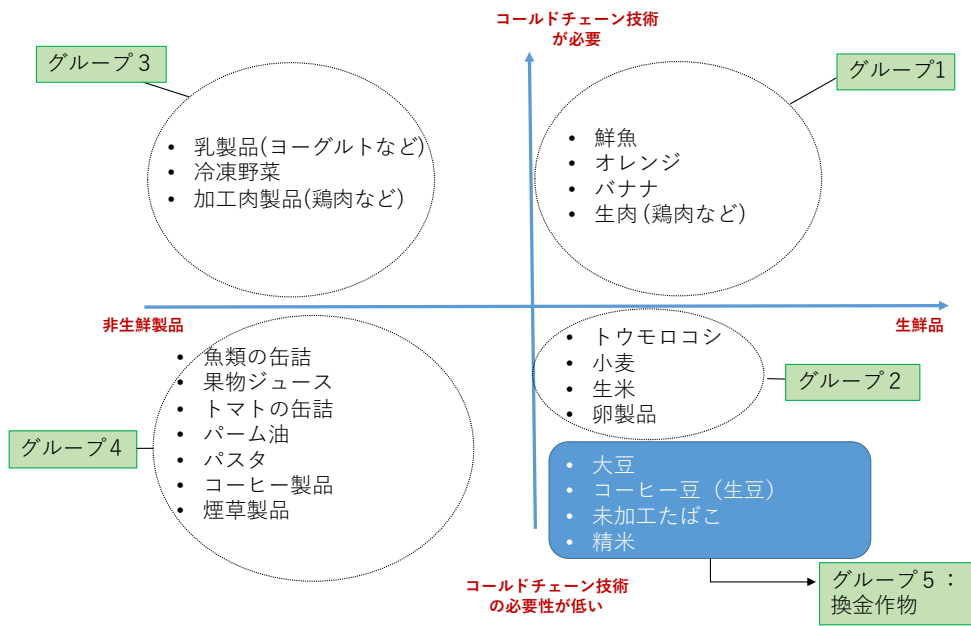 コールドチェーン技術
が必要
グループ３
グループ1
• 乳製品(ヨーグルトなど)
• 冷凍野菜
• 加工肉製品(鶏肉など)
• 鮮魚
• オレンジ
• バナナ
• 生肉 (鶏肉など)
非生鮮製品
生鮮品
• 魚類の缶詰
• 果物ジュース
• トマトの缶詰
• パーム油
• パスタ
• コーヒー製品
• 煙草製品
グループ４
• トウモロコシ
• 小麦
• 生米
• 卵製品
グループ２
• 大豆
• コーヒー豆（生豆）
• 未加工たばこ
• 精米
コールドチェーン技術
の必要性が低い
グループ５：
換金作物